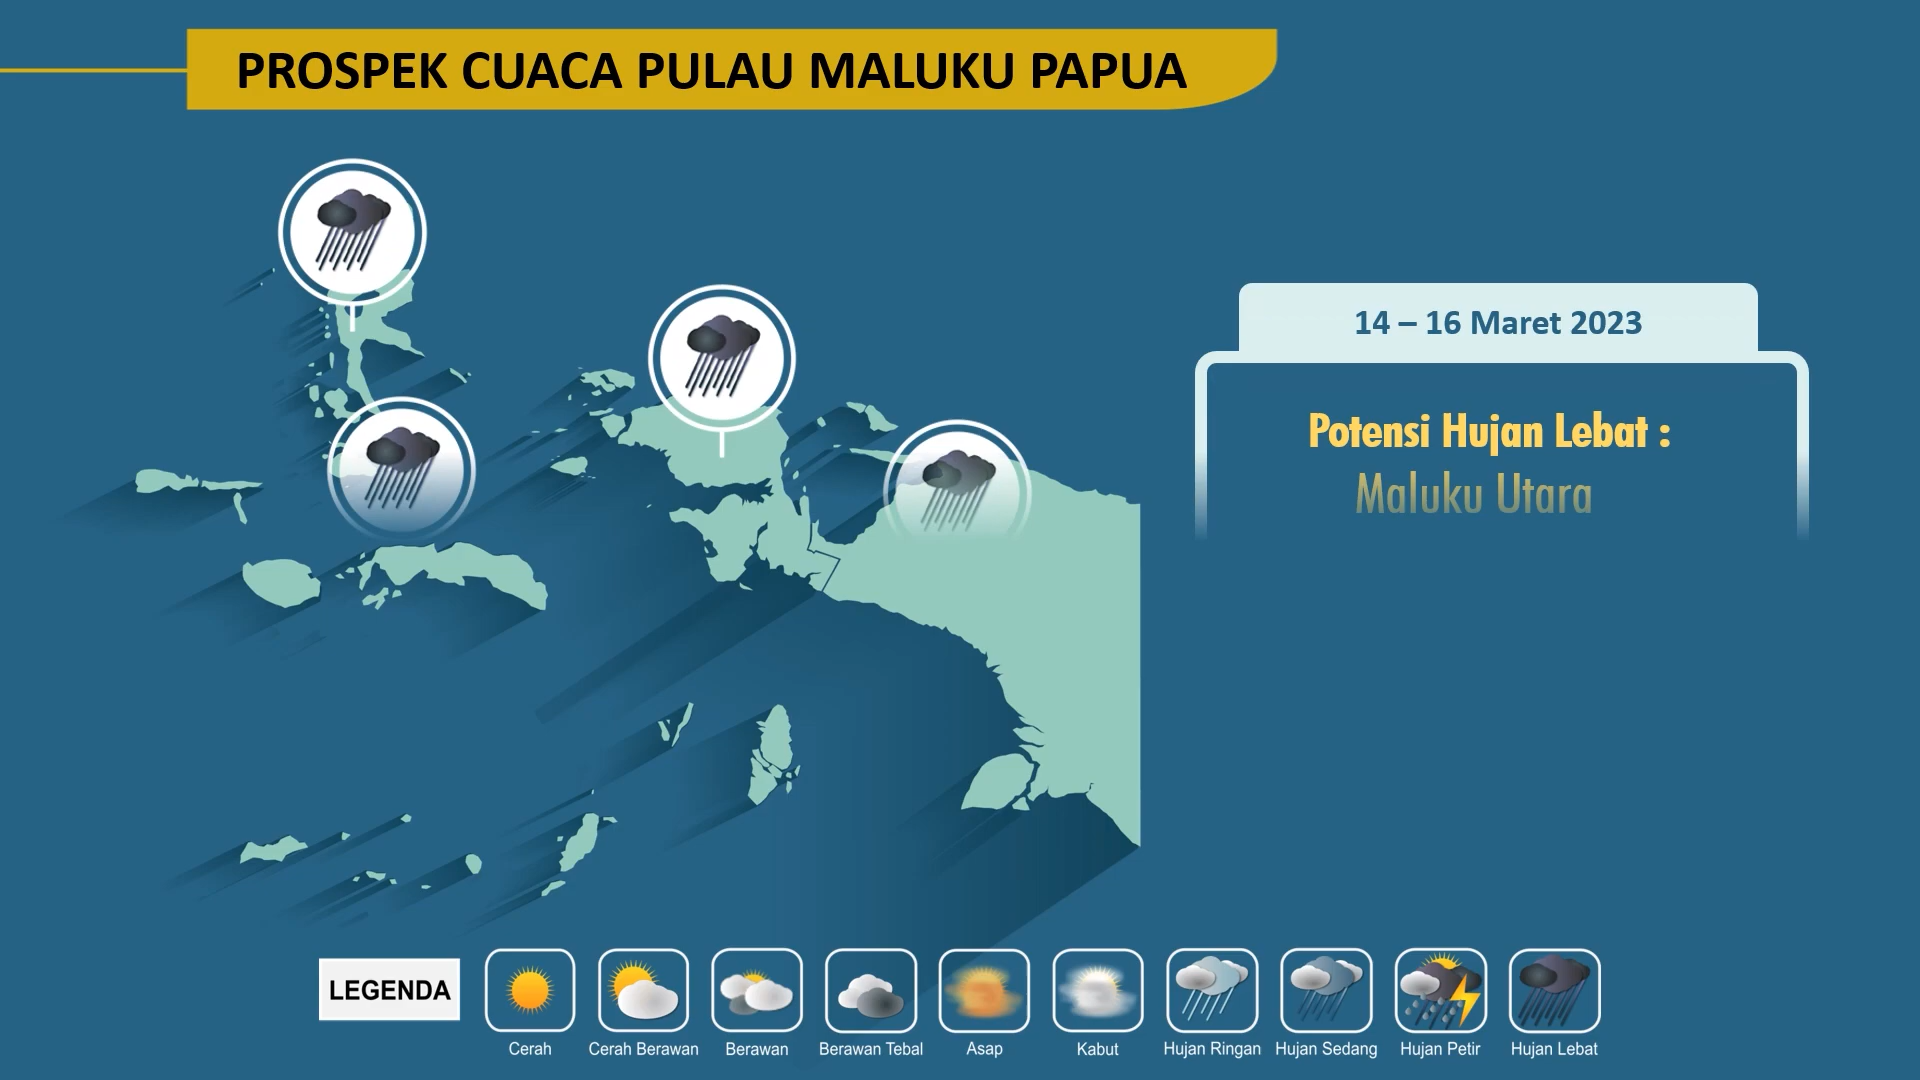 PROSPEK CUACA PULAU MALUKU PAPUA
14 – 16 Maret 2023
Potensi Hujan Lebat :
Maluku Utara
LEGENDA
Cerah
Cerah Berawan
Berawan
Berawan Tebal
Asap
Kabut
Hujan Ringan
Hujan Sedang
Hujan Petir
Hujan Lebat